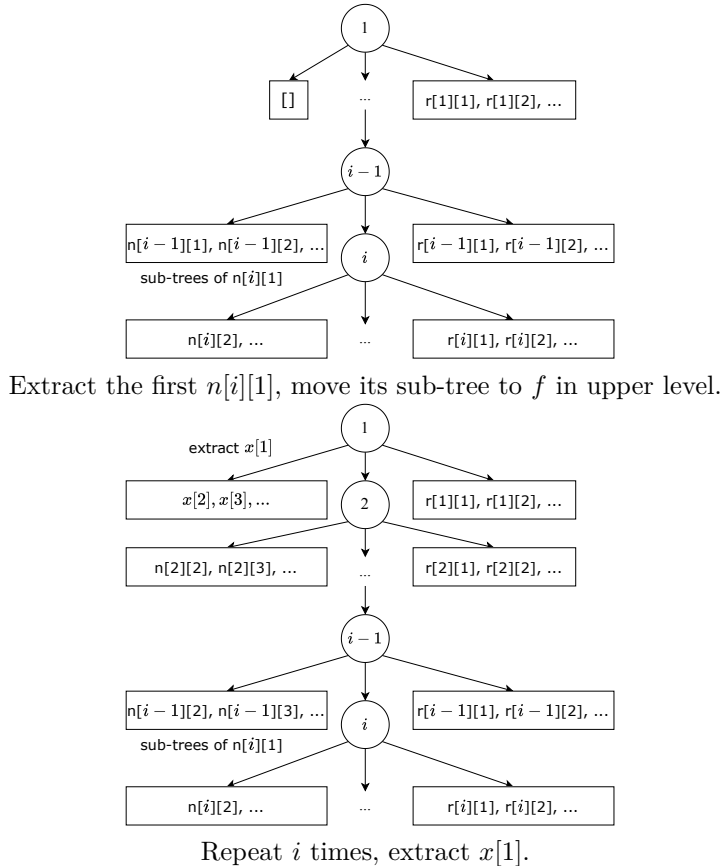 1
[]
...
r[1][1], r[1][2], ...
i − 1
n[i − 1][1], n[i − 1][2], ...
r[i − 1][1], r[i − 1][2], ...
i
sub-trees of n[i][1]
n[i][2], ...
...
r[i][1], r[i][2], ...
Extract the first n[i][1], move its sub-tree to f in upper level.
1
extract x[1]
x[2], x[3], ...
r[1][1], r[1][2], ...
2
n[2][2], n[2][3], ...
...
r[2][1], r[2][2], ...
i − 1
n[i − 1][2], n[i − 1][3], ...
r[i − 1][1], r[i − 1][2], ...
i
sub-trees of n[i][1]
n[i][2], ...
...
r[i][1], r[i][2], ...
Repeat i times, extract x[1].